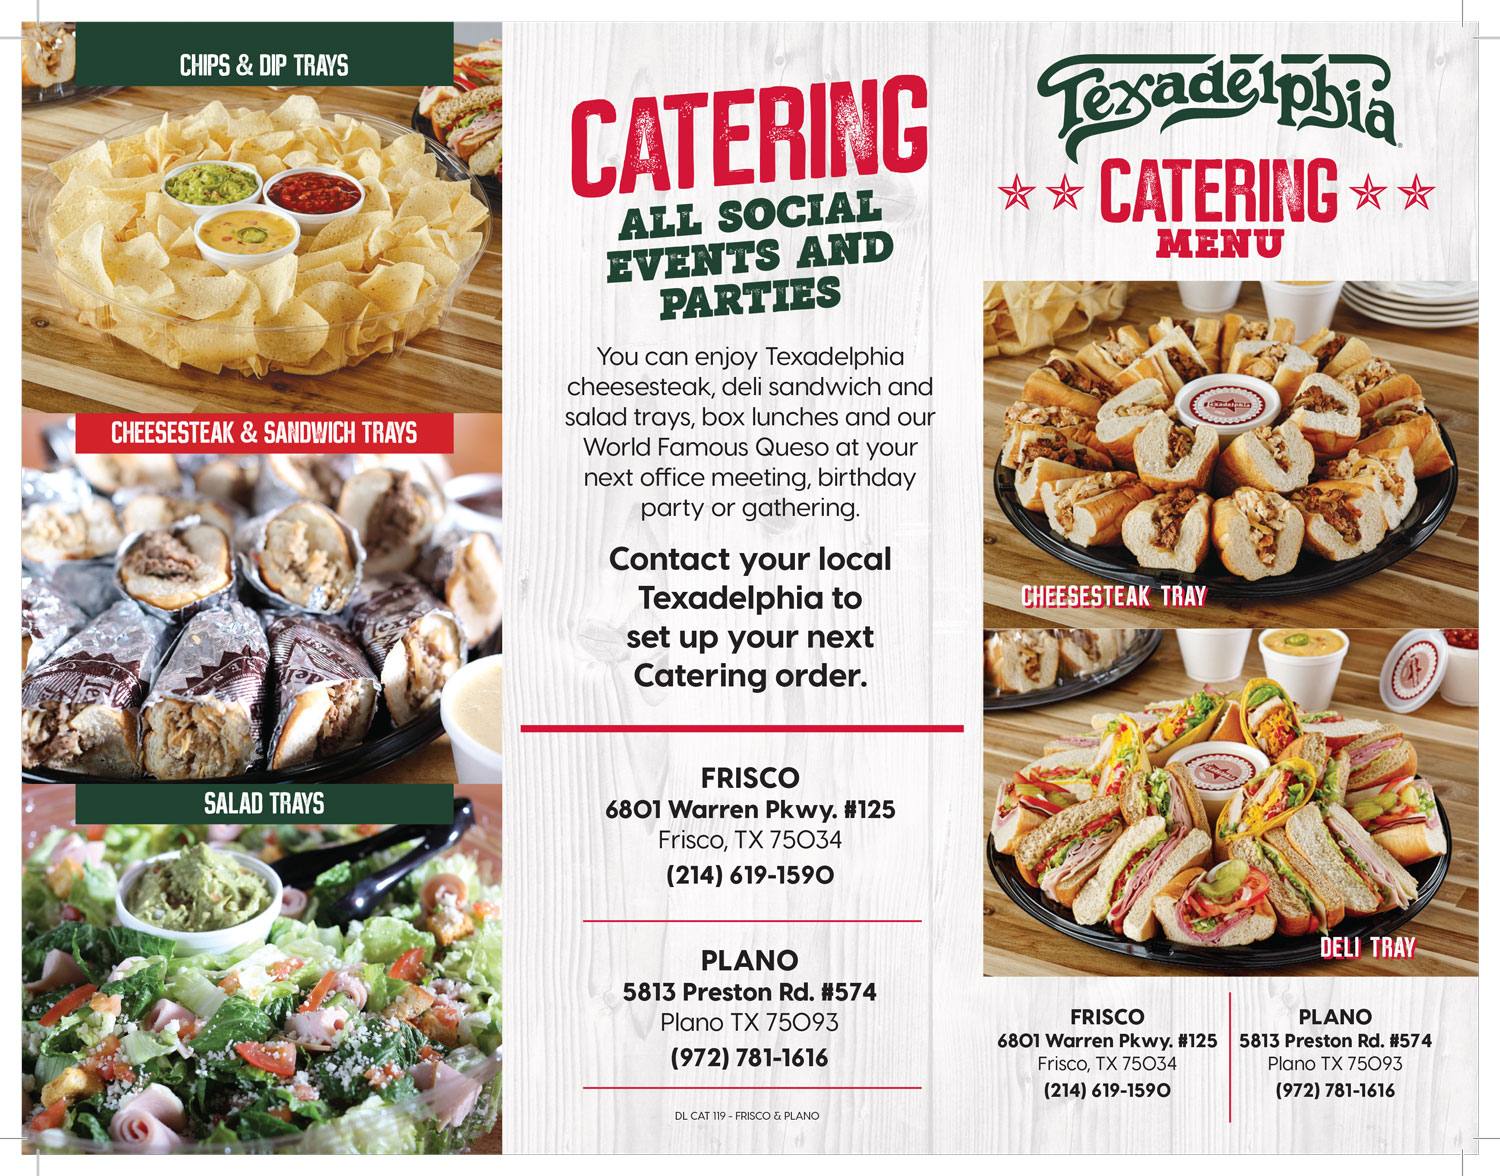 CHIPS & DIP TRAYS
CHEESESTEAK & SANDWICH TRAYS
SALAD TRAYS
CATERING
ALL SOCIAL
EVENTS AND
PARTIES
You can enjoy Texadelphia
cheesesteak, deli sandwich and
salad trays, box lunches and our
World Famous Queso at your
next office meeting, birthday
party or gathering.
Contact your local
Texadelphia to
set up your next
Catering order.
FRISCO
6801 Warren Pkwy. #125
Frisco, TX 75034
(214) 619-1590
PLANO
5813 Preston Rd. #574
Plano TX 75093
(972) 781-1616
DL CAT 119 - FRISCO & PLANO
Texadelphia®
CATERING
MENU
Texadelphia
CHEESESTEAK TRAY
DELI TRAY
FRISCO
6801 Warren Pkwy. #125
Frisco, TX 75034
(214) 619-1590
PLANO
5813 Preston Rd. #574
Plano TX 75093
(972) 781-1616